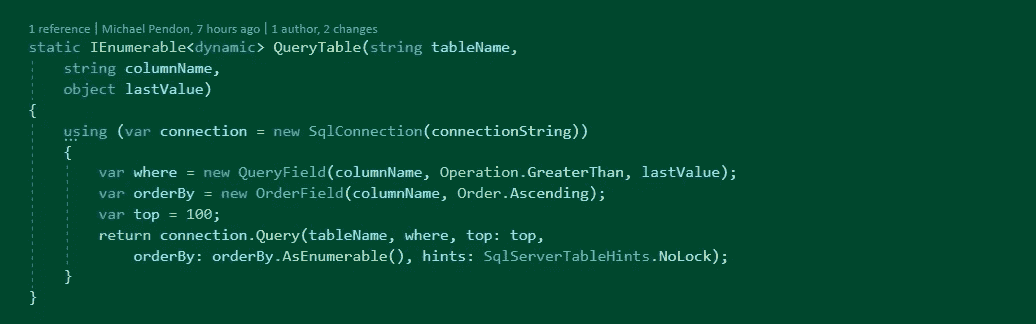 1 reference | Michael Pendon, 7 hours ago | 1 author, 2 changes
static IEnumerable<dynamic> QueryTable(string tableName,
    string columnName,
    object lastValue)
{
    using (var connection = new SqlConnection(connectionString))
    {
        var where = new QueryField(columnName, Operation.GreaterThan, lastValue);
        var orderBy = new OrderField(columnName, Order.Ascending);
        var top = 100;
        return connection.Query(tableName, where, top: top,
            orderBy: orderBy.AsEnumerable(), hints: SqlServerTableHints.NoLock);
    }
}